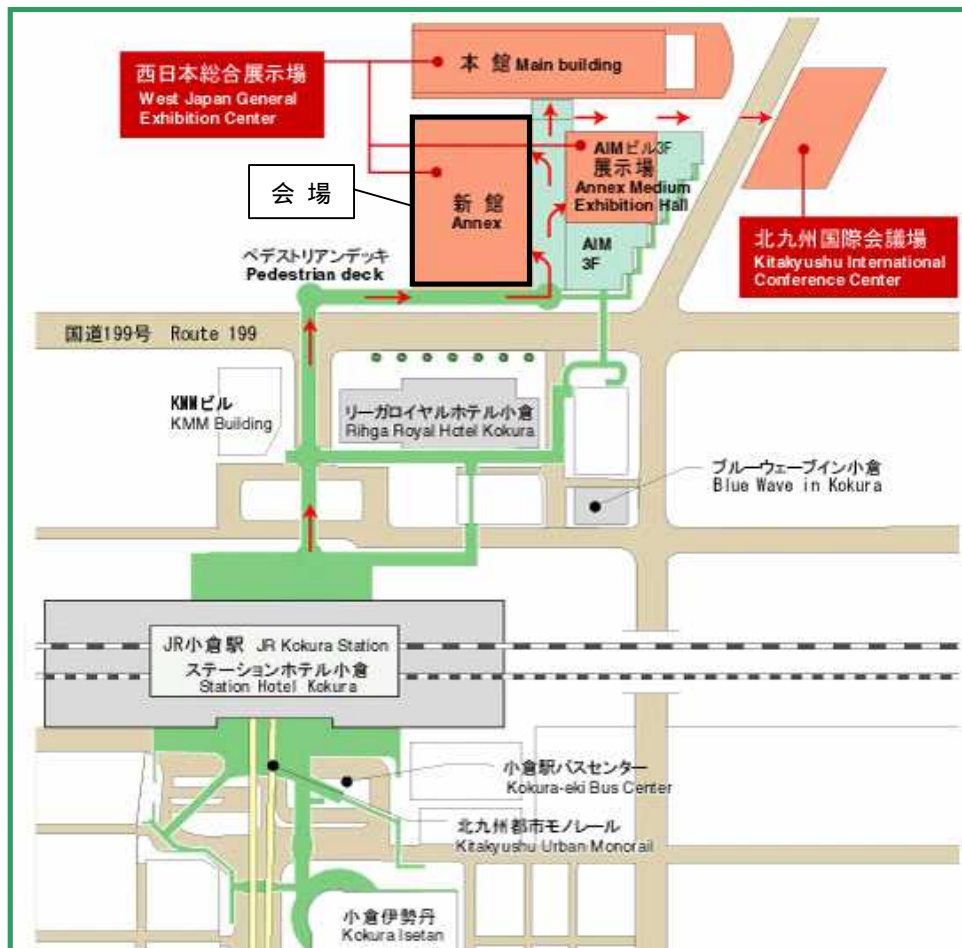 本 館 Main building
西日本総合展示場
West Japan General
Exhibition Center
AIMビル3F
展示場
Annex Medium
Exhibition Hall
会 場
新 館
Annex
北九州国際会議場
Kitakyushu International
Conference Center
AIM
3F
ペデストリアンデッキ
Pedestrian deck
国道199号 Route 199
KMMビル
KMM Building
リーガロイヤルホテル小倉
Rihga Royal Hotel Kokura
ブルーウェーブイン小倉
Blue Wave in Kokura
JR小倉駅 JR Kokura Station
ステーションホテル小倉
Station Hotel Kokura
小倉駅バスセンター
Kokura-eki Bus Center
北九州都市モノレール
Kitakyushu Urban Monorail
小倉伊勢丹
Kokura Isetan